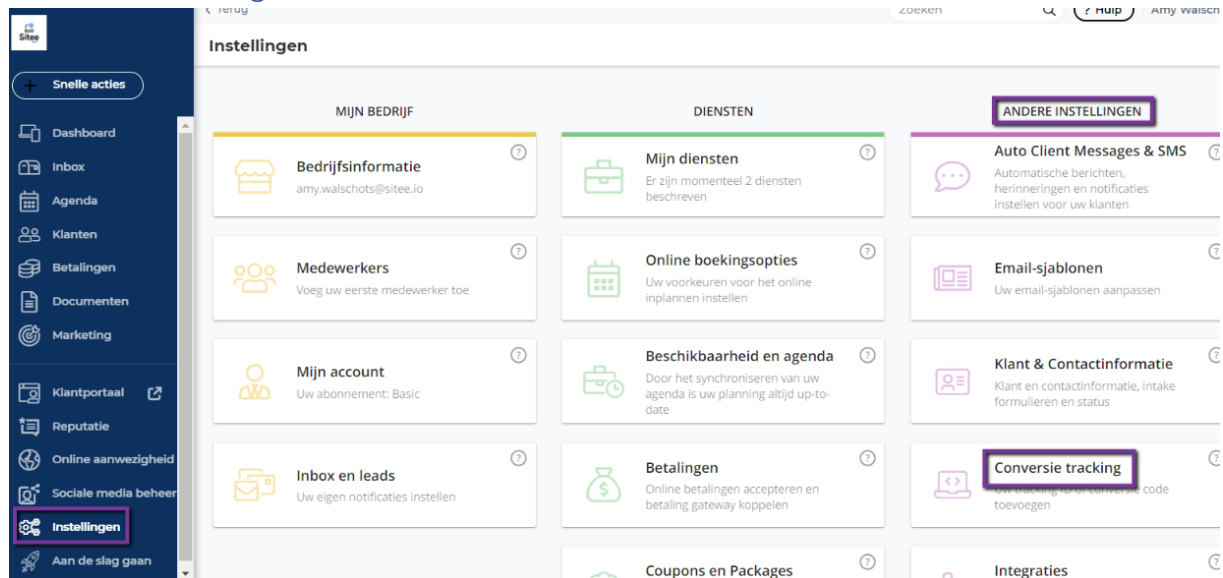 Terug
Zoeken
? Hulp
Amy Walsch
Sitee
Instellingen
+ Snelle acties
Dashboard
Inbox
Agenda
Klanten
Betalingen
Documenten
Marketing
Klantportaal
Reputatie
Online aanwezigheid
Sociale media beheer
Instellingen
Aan de slag gaan
MIJN BEDRIJF
Bedrijfsinformatie
amy.walschots@sitee.io
Medewerkers
Voeg uw eerste medewerker toe
Mijn account
Uw abonnement: Basic
Inbox en leads
Uw eigen notificaties instellen
DIENSTEN
Mijn diensten
Er zijn momenteel 2 diensten
beschreven
Online boekingsopties
Uw voorkeuren voor het online
inplannen instellen
Beschikbaarheid en agenda
Door het synchroniseren van uw
agenda is uw planning altijd up-to-
date
Betalingen
Online betalingen accepteren en
betaling gateway koppelen
Coupons en Packages
ANDERE INSTELLINGEN
Auto Client Messages & SMS
Automatische berichten,
herinneringen en notificaties
instellen voor uw klanten
Email-sjablonen
Uw email-sjablonen aanpassen
Klant & Contactinformatie
Klant en contactinformatie, intake
formulieren en status
Conversie tracking
Uw tracking ID of conversie code
toevoegen
Integraties